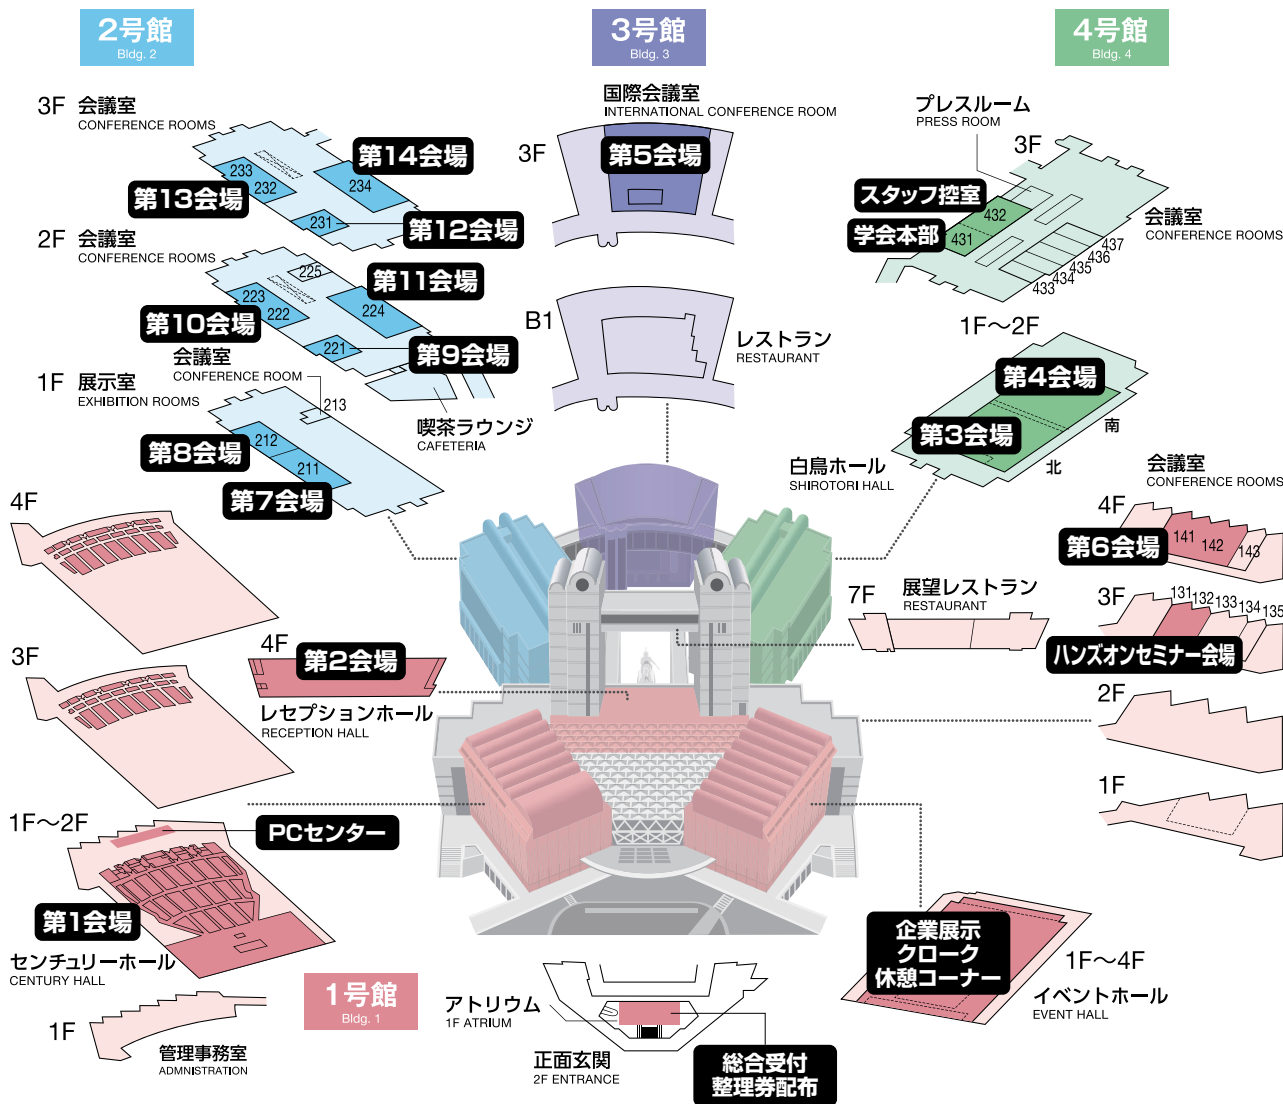 2号館
Bldg. 2
3号館
Bldg. 3
4号館
Bldg. 4
3F 会議室
CONFERENCE ROOMS
第14会場
233
232
234
第13会場
231
第12会場
2F 会議室
CONFERENCE ROOMS
225
第11会場
223
222
224
第10会場
221
第9会場
会議室
CONFERENCE ROOM
1F 展示室
EXHIBITION ROOMS
213
喫茶ラウンジ
CAFETERIA
212
第8会場
211
第7会場
国際会議室
INTERNATIONAL CONFERENCE ROOM
3F
第5会場
B1
レストラン
RESTAURANT
プレスルーム
PRESS ROOM
3F
スタッフ控室
432
学会本部
431
会議室
CONFERENCE ROOMS
437
436
435
434
433
1F～2F
第4会場
第3会場
南
北
白鳥ホール
SHIROTORI HALL
会議室
CONFERENCE ROOMS
4F
141
142
143
第6会場
3F
131
132
133
134
135
ハンズオンセミナー会場
2F
1F
7F
展望レストラン
RESTAURANT
4F
3F
4F
第2会場
レセプションホール
RECEPTION HALL
1F～2F
PCセンター
第1会場
センチュリーホール
CENTURY HALL
1F
管理事務室
ADMNISTRATION
1号館
Bldg. 1
アトリウム
1F ATRIUM
正面玄関
2F ENTRANCE
総合受付
整理券配布
企業展示
クローク
休憩コーナー
1F～4F
イベントホール
EVENT HALL